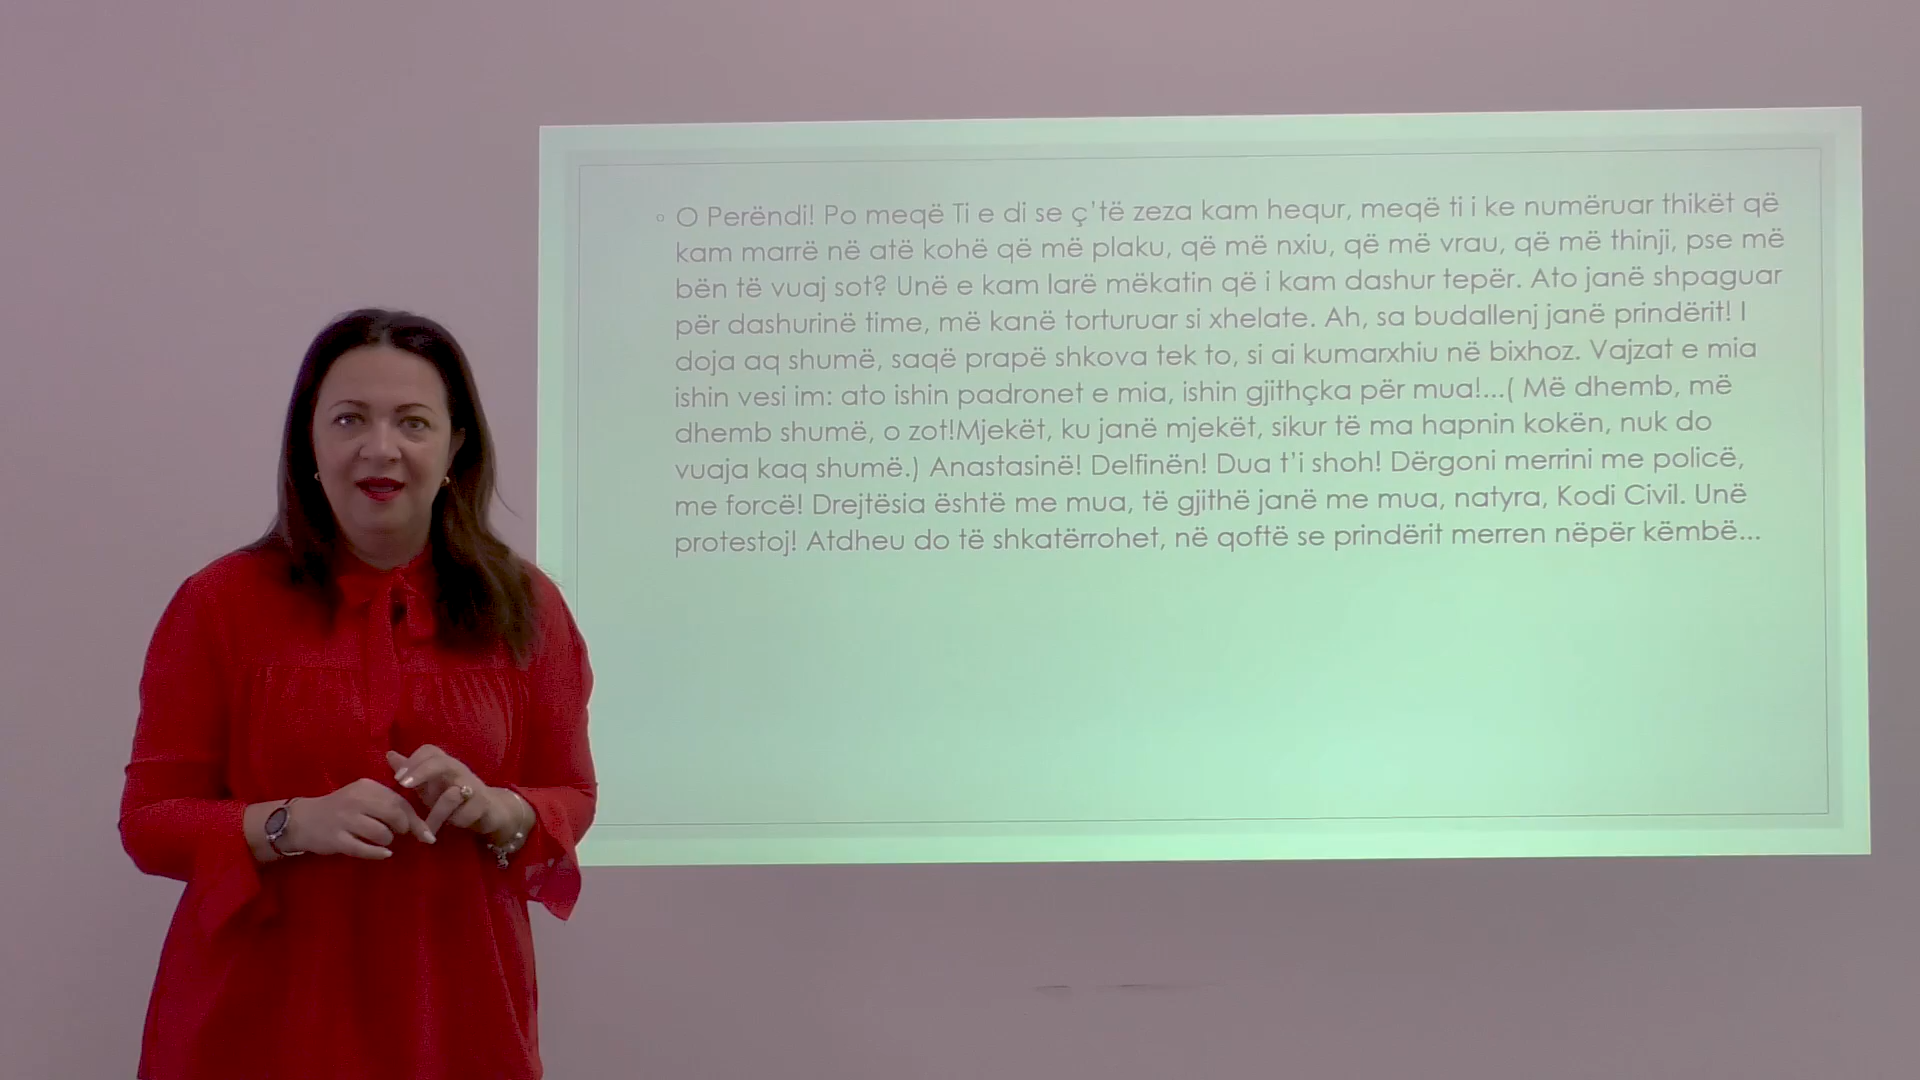 O Perëndi! Po meqë Ti e di se ç'të zeza kam hequr, meqë ti i ke numëruar thikët që
kam marrë në atë kohë që më plaku, që më nxiu, që më vrau, që më thinji, pse më
bën të vuaj sot? Unë e kam larë mëkatin që i kam dashur tepër. Ato janë shpaguar
për dashurinë time, më kanë torturuar si xhelate. Ah, sa budallenj janë prindërit! I
doja aq shumë, saqë prapë shkova tek to, si ai kumarxhiu në bixhoz. Vajzat e mia
ishin vesi im: ato ishin padronet e mia, ishin gjithçka për mua!...( Më dhemb, më
dhemb shumë, o zot!Mjekët, ku janë mjekët, sikur të ma hapnin kokën, nuk do
vuaja kaq shumë.) Anastasinë! Delfinën! Dua t'i shoh! Dërgoni merrini me policë,
me forcë! Drejtësia është me mua, të gjithë janë me mua, natyra, Kodi Civil. Unë
protestoj! Atdheu do të shkatërrohet, në qoftë se prindërit merren nëpër këmbë...